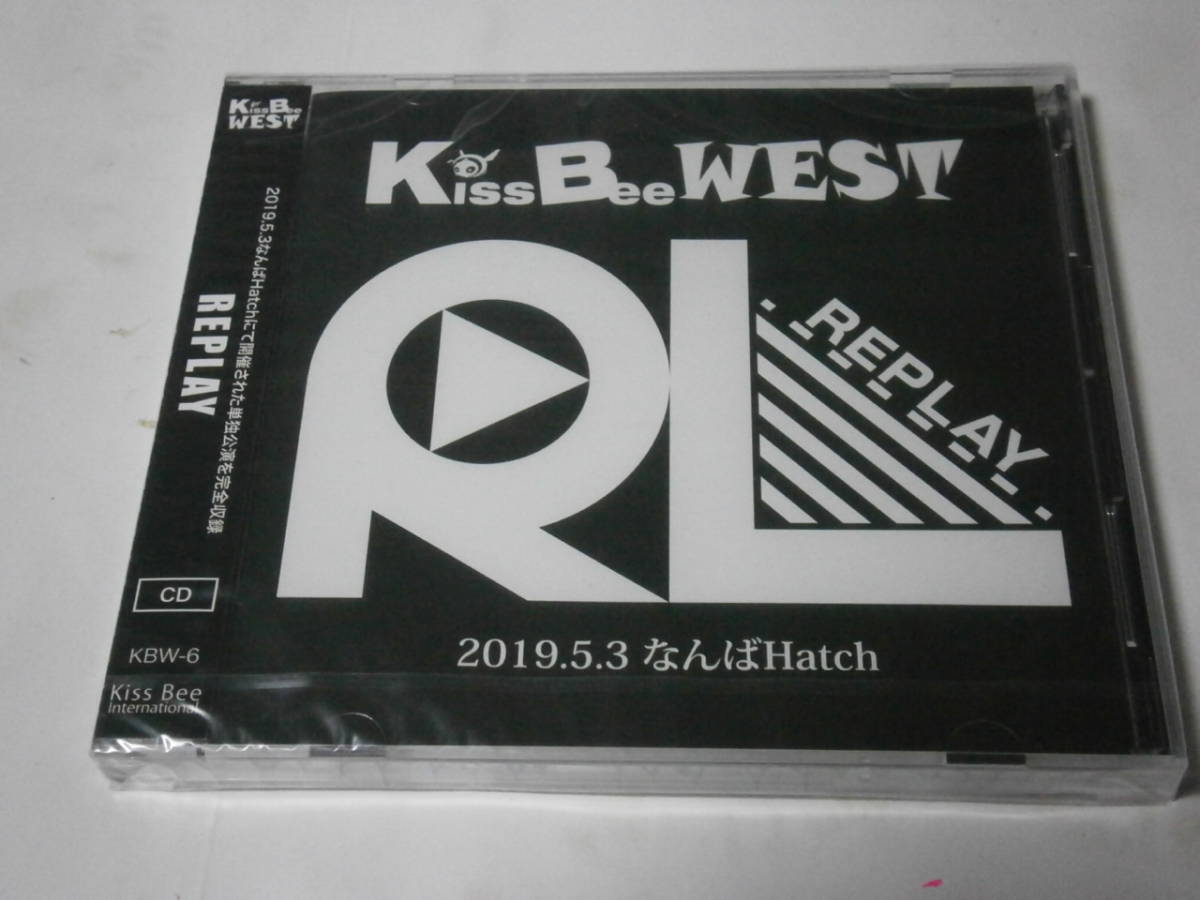 KissBee
WEST
2019.5.3なんばHatchにて開催された単独公演を完全収録
REPLAY
CD
KBW-6
Kiss Bee
International
KissBeeWEST
RL
REPLAY
2019.5.3 なんばHatch